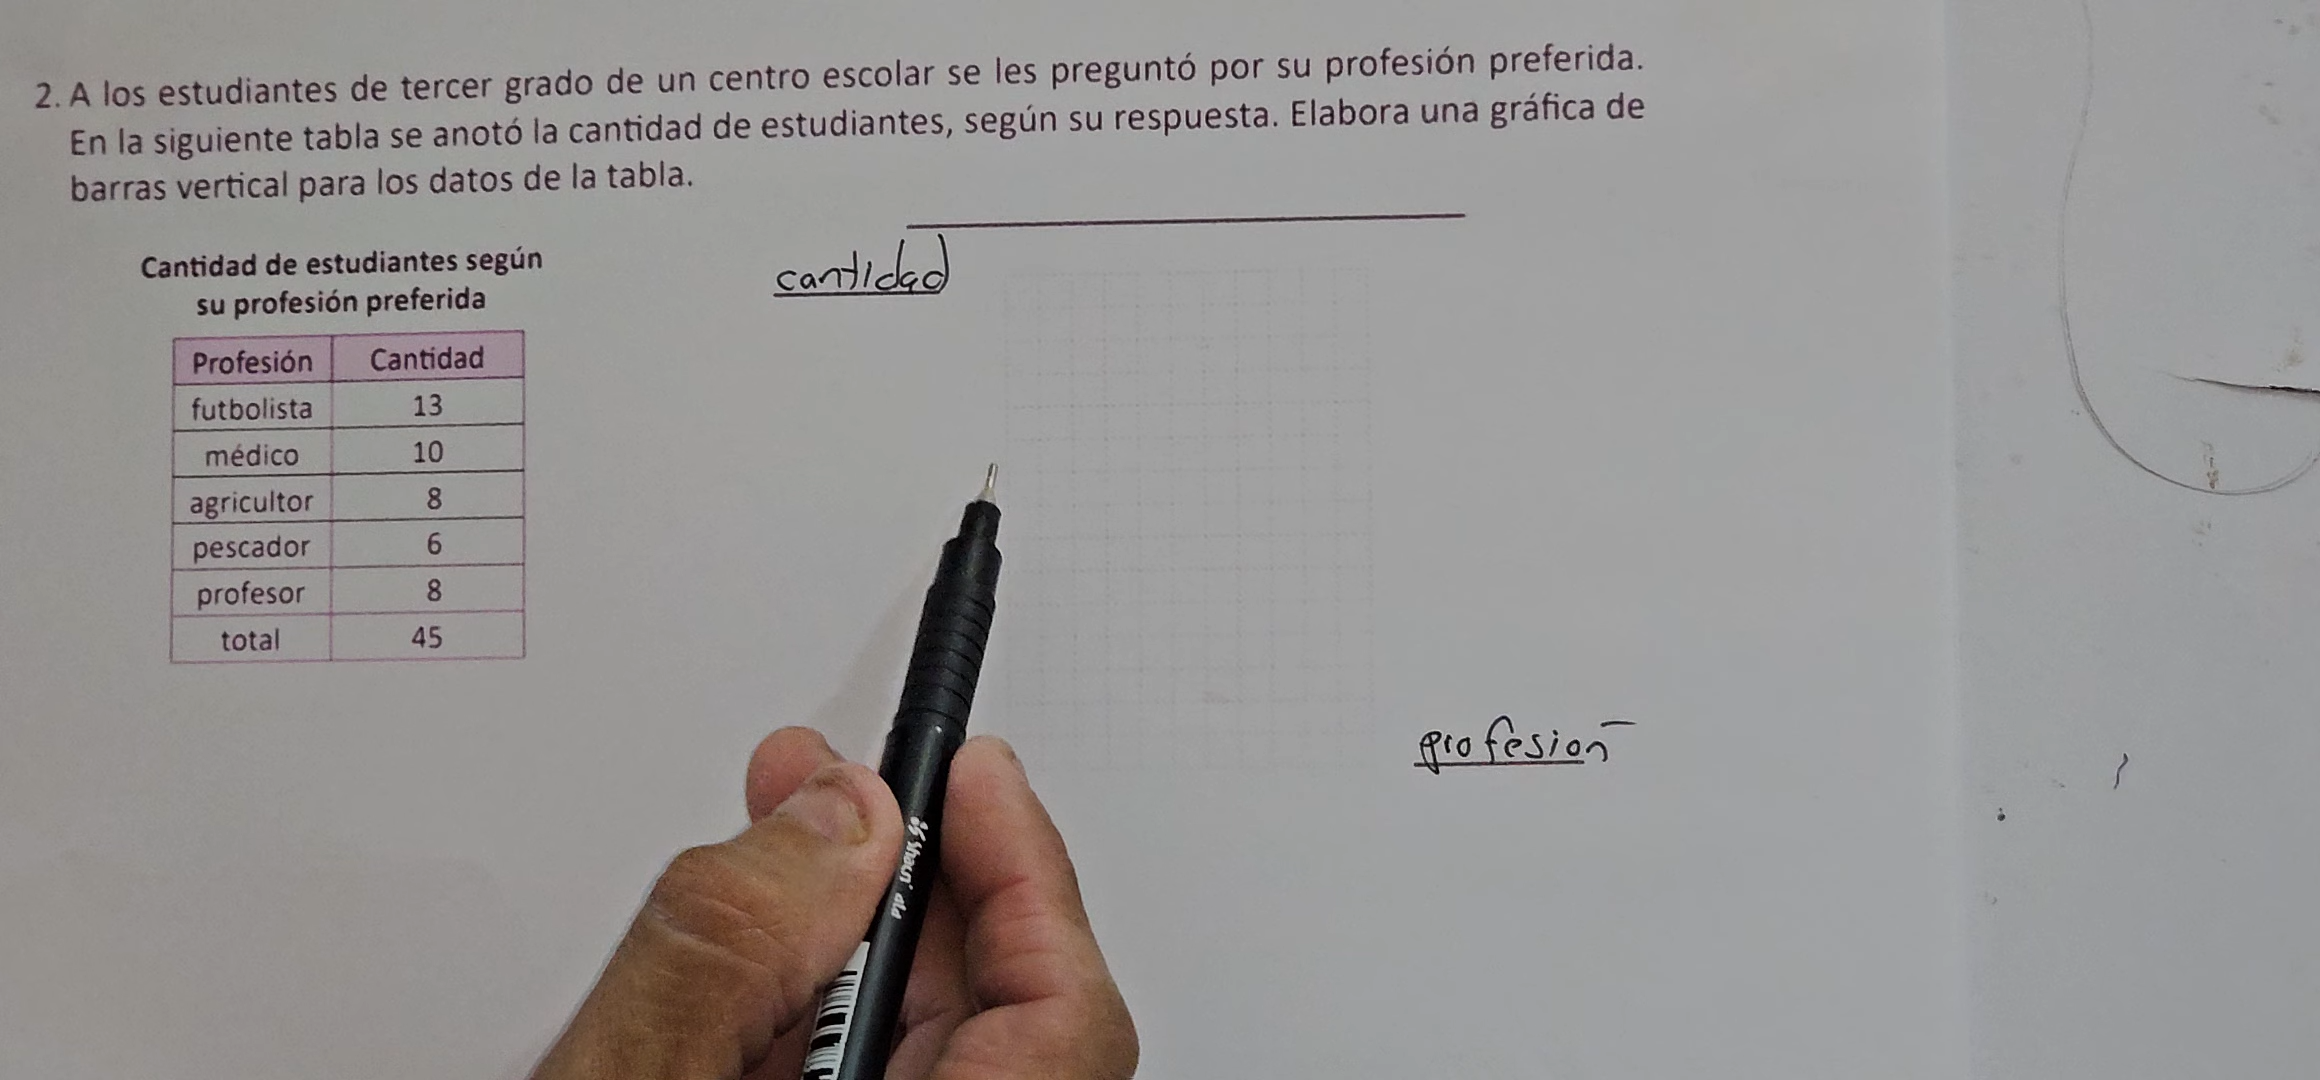 2. A los estudiantes de tercer grado de un centro escolar se les preguntó por su profesión preferida.
En la siguiente tabla se anotó la cantidad de estudiantes, según su respuesta. Elabora una gráfica de
barras vertical para los datos de la tabla.
Cantidad de estudiantes según
su profesión preferida
Profesión Cantidad
futbolista 13
médico 10
agricultor 8
pescador 6
profesor 8
total 45
cantidad
profesion